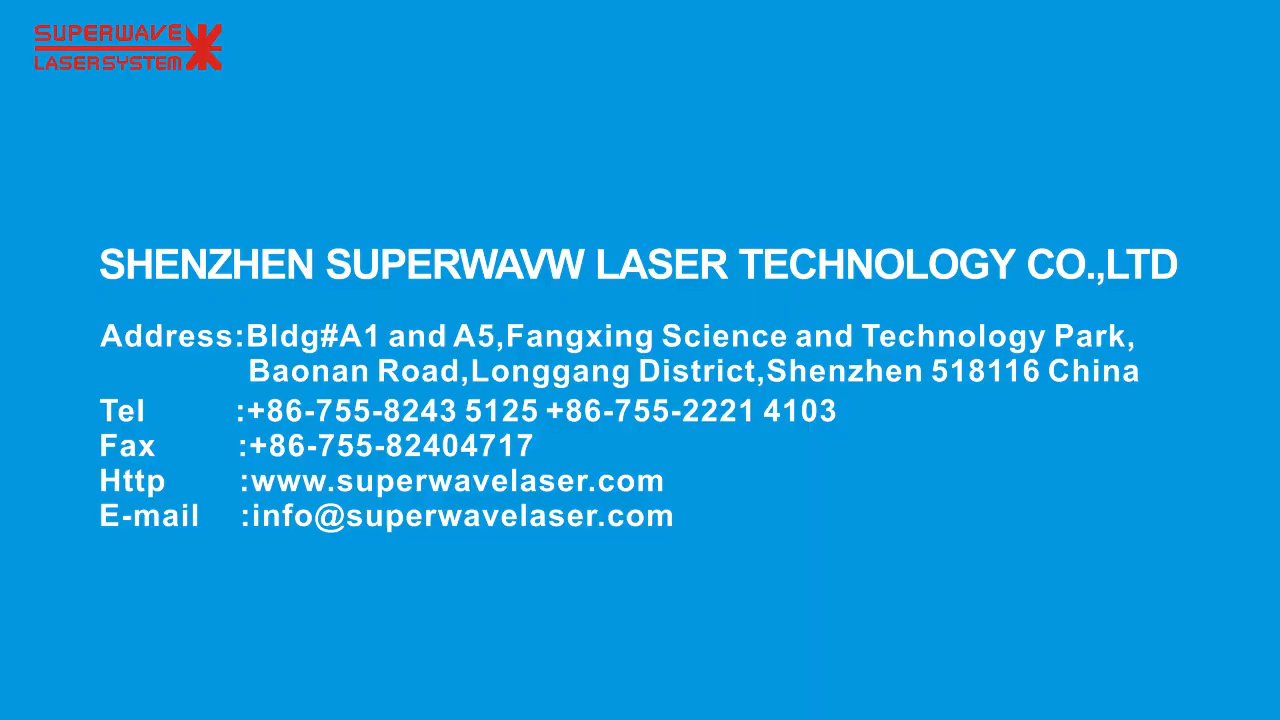 SUPERWAVE
LASERSYSTEM
SHENZHEN SUPERWAVW LASER TECHNOLOGY CO.,LTD
Address:Bldg#A1 and A5,Fangxing Science and Technology Park,
Baonan Road,Longgang District,Shenzhen 518116 China
Tel :+86-755-8243 5125 +86-755-2221 4103
Fax :+86-755-82404717
Http :www.superwavelaser.com
E-mail :info@superwavelaser.com